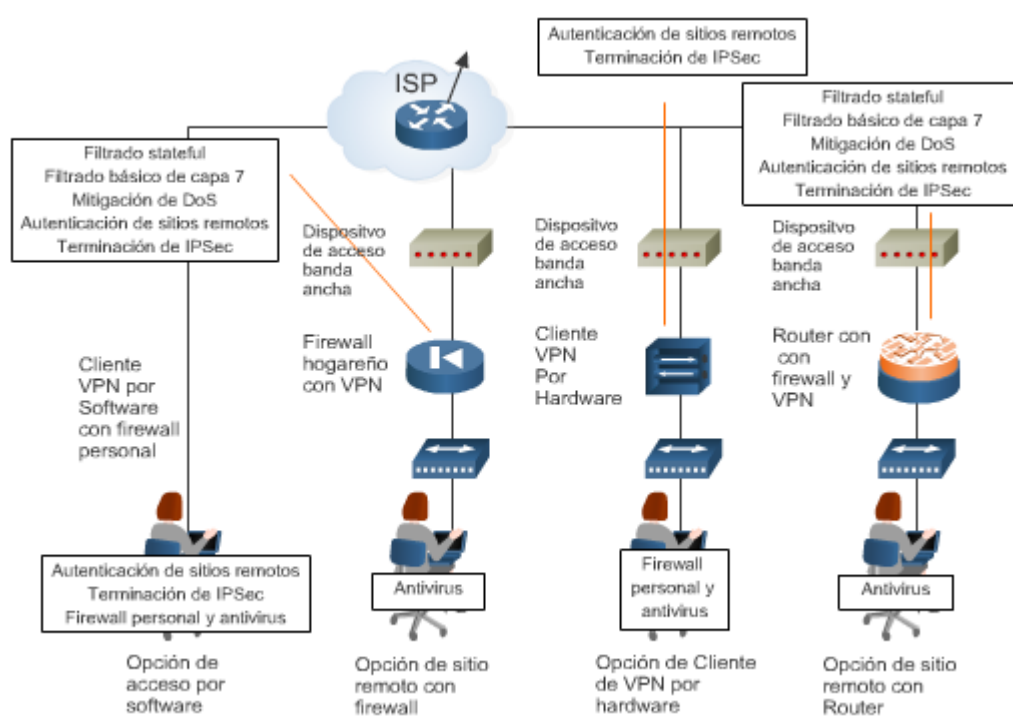 Autenticación de sitios remotos
Terminación de IPSec
ISP
Filtrado stateful
Filtrado básico de capa 7
Mitigación de DoS
Autenticación de sitios remotos
Terminación de IPSec
Filtrado stateful
Filtrado básico de capa 7
Mitigación de DoS
Autenticación de sitios remotos
Terminación de IPSec
Dispositvo
de acceso
banda
ancha
Dispositvo
de acceso
banda
ancha
Dispositvo
de acceso
banda
ancha
Cliente
VPN por
Software
con firewall
personal
Firewall
hogareño
con VPN
Cliente
VPN
Por
Hardware
Router con
con
firewall y
VPN
Autenticación de sitios remotos
Terminación de IPSec
Firewall personal y antivirus
Antivirus
Firewall
personal y
antivirus
Antivirus
Opción de
acceso por
software
Opción de sitio
remoto con
firewall
Opción de Cliente
de VPN por
hardware
Opción de sitio
remoto con
Router